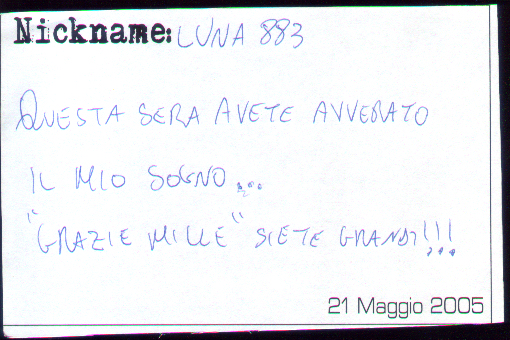 Nickname: LUNA 883
QUESTA SERA AVETE AVVERATO
IL MIO SOGNO...
"GRAZIE MILLE" SIETE GRANDI!!!
21 Maggio 2005